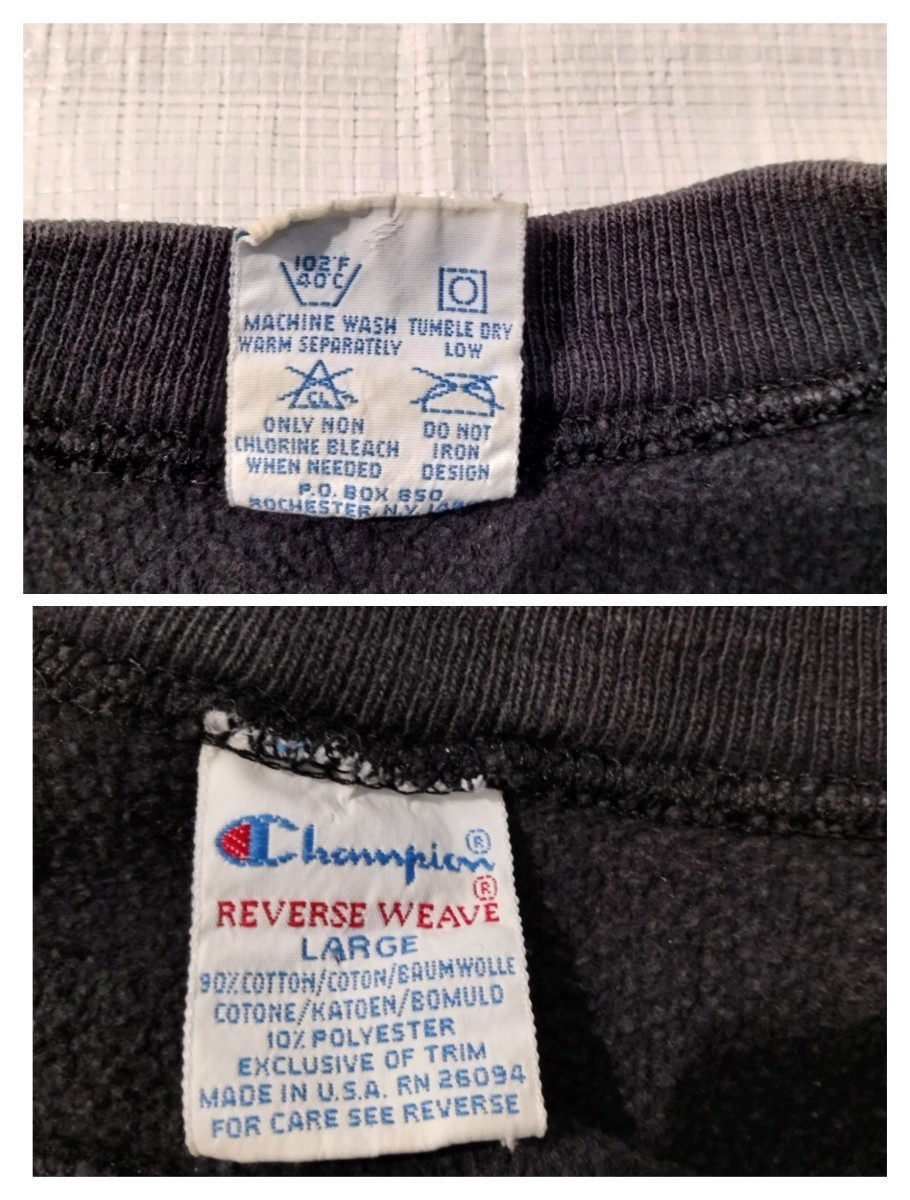 102°F
40°C
MACHINE WASH
WARM SEPARATELY
TUMBLE DRY
LOW
CL
ONLY NON
CHLORINE BLEACH
WHEN NEEDED
DO NOT
IRON
DESIGN
P.O. BOX 850
ROCHESTER, N.Y.
Champion®
REVERSE WEAVE®
LARGE
90% COTTON/COTON/BAUMWOLLE
COTONE/KATOEN/BOMULD
10% POLYESTER
EXCLUSIVE OF TRIM
MADE IN U.S.A. RN 26094
FOR CARE SEE REVERSE